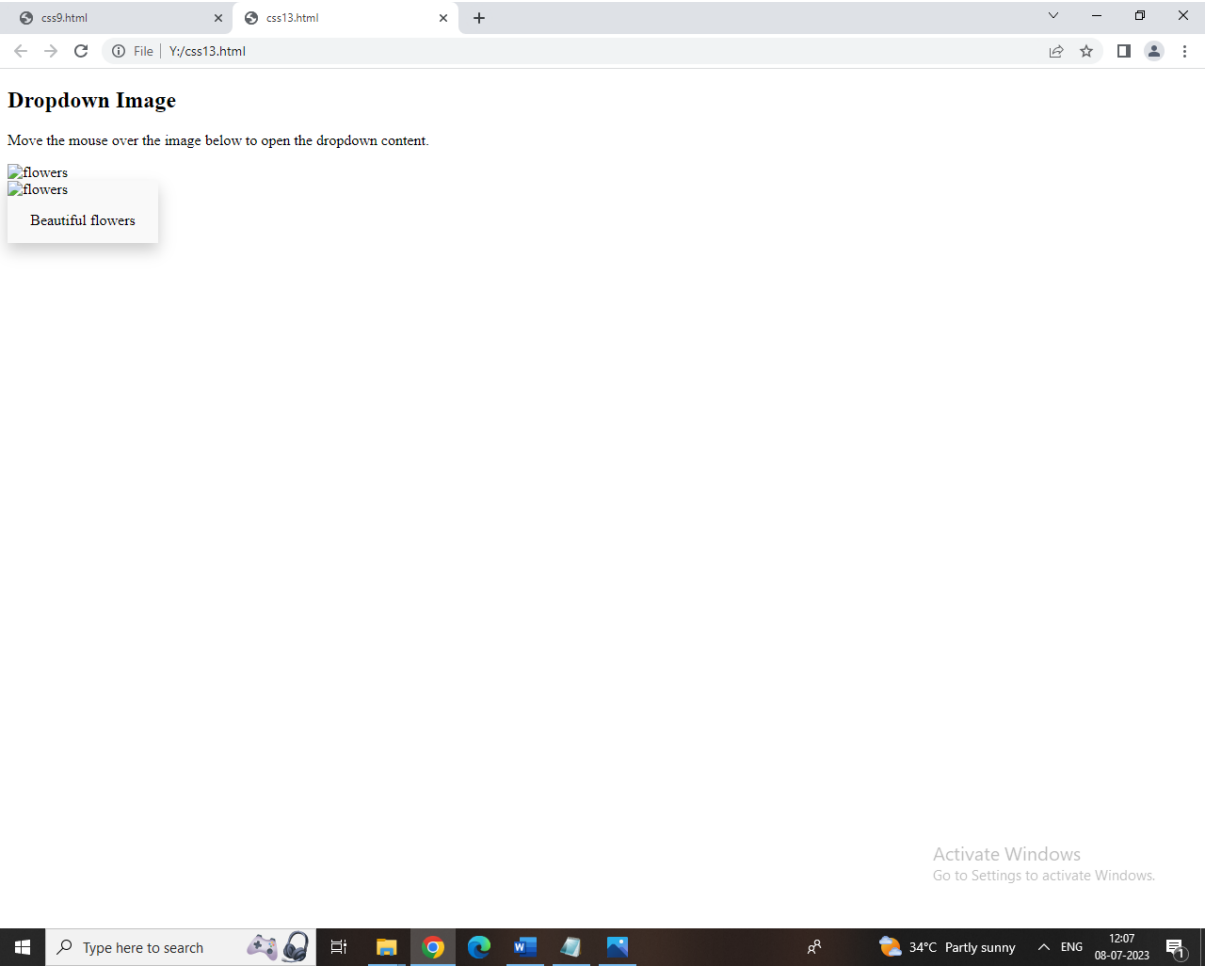 css9.html
css13.html
File
Y:/css13.html
Dropdown Image
Move the mouse over the image below to open the dropdown content.
flowers
flowers
Beautiful flowers
Activate Windows
Go to Settings to activate Windows.
Type here to search
W
34°C Partly sunny
ENG
12:07
08-07-2023
1